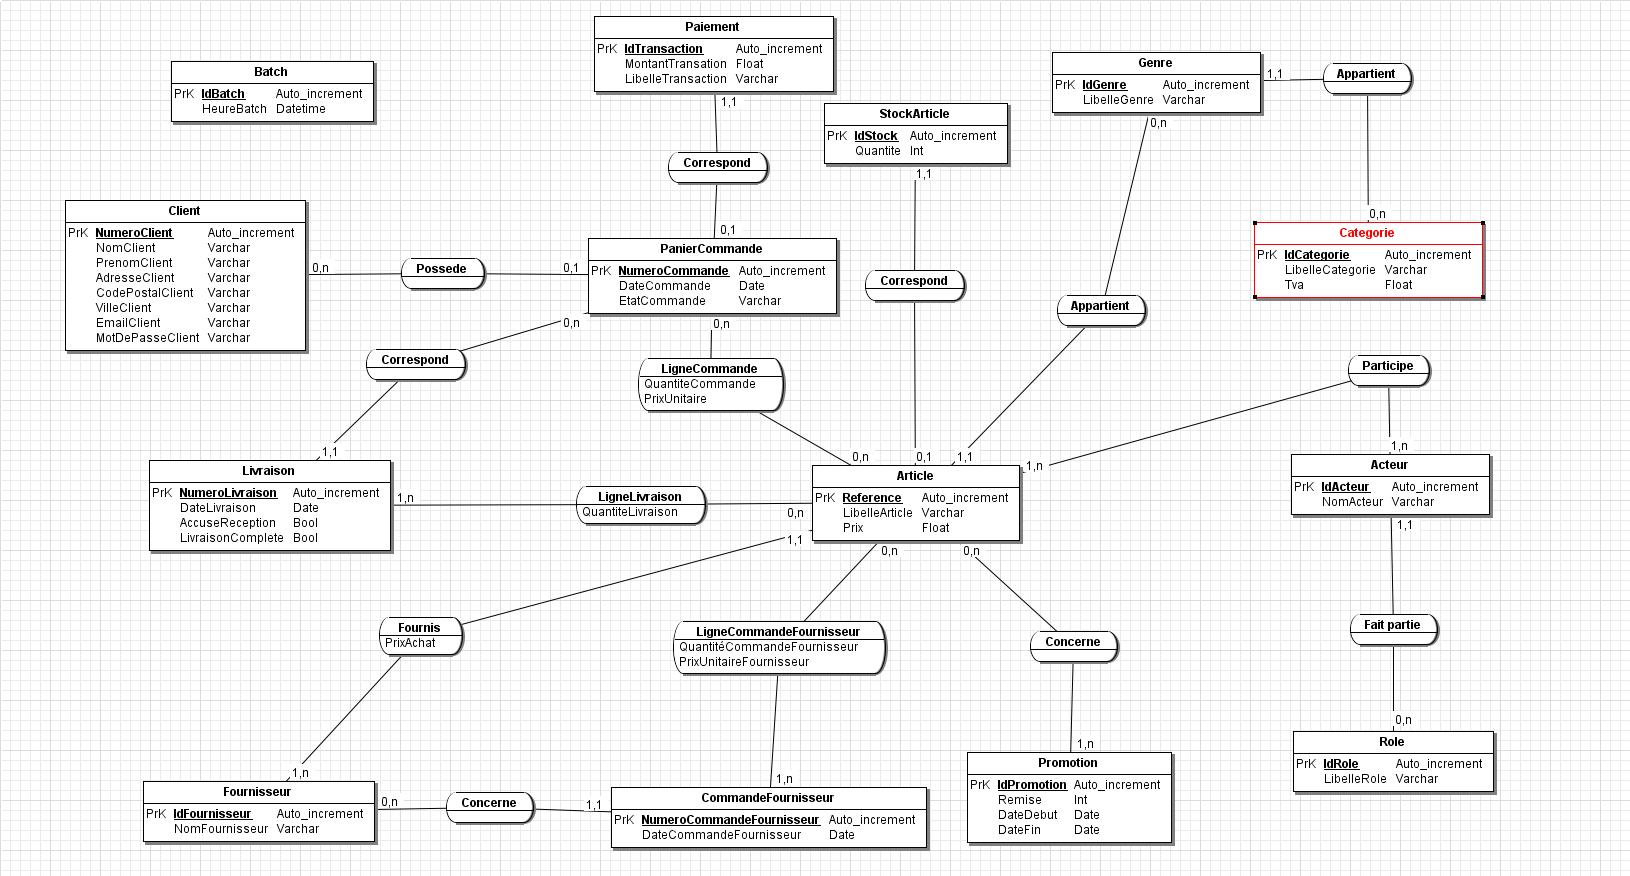 Paiement
PrK IdTransaction Auto_increment
MontantTransation Float
LibelleTransaction Varchar
1,1
Batch
PrK IdBatch Auto_increment
HeureBatch Datetime
Genre
PrK IdGenre Auto_increment
LibelleGenre Varchar
1,1
0,n
Appartient
0,n
StockArticle
PrK IdStock Auto_increment
Quantite Int
1,1
Correspond
0,1
Client
PrK NumeroClient Auto_increment
NomClient Varchar
PrenomClient Varchar
AdresseClient Varchar
CodePostalClient Varchar
VilleClient Varchar
EmailClient Varchar
MotDePasseClient Varchar
0,n
Possede
0,1
PanierCommande
PrK NumeroCommande Auto_increment
DateCommande Date
EtatCommande Varchar
0,n
0,n
Correspond
Categorie
PrK IdCategorie Auto_increment
LibelleCategorie Varchar
Tva Float
Appartient
Correspond
1,1
LigneCommande
QuantiteCommande
PrixUnitaire
0,n
0,1
1,1
Participe
1,n
1,n
Livraison
PrK NumeroLivraison Auto_increment
DateLivraison Date
AccuseReception Bool
LivraisonComplete Bool
1,n
LigneLivraison
QuantiteLivraison
0,n
Article
PrK Reference Auto_increment
LibelleArticle Varchar
Prix Float
1,1
0,n
0,n
Acteur
PrK IdActeur Auto_increment
NomActeur Varchar
1,1
Fournis
PrixAchat
LigneCommandeFournisseur
QuantitéCommandeFournisseur
PrixUnitaireFournisseur
Concerne
Fait partie
0,n
1,n
1,n
1,n
Role
PrK IdRole Auto_increment
LibelleRole Varchar
Fournisseur
PrK IdFournisseur Auto_increment
NomFournisseur Varchar
0,n
Concerne
1,1
CommandeFournisseur
PrK NumeroCommandeFournisseur Auto_increment
DateCommandeFournisseur Date
Promotion
PrK IdPromotion Auto_increment
Remise Int
DateDebut Date
DateFin Date